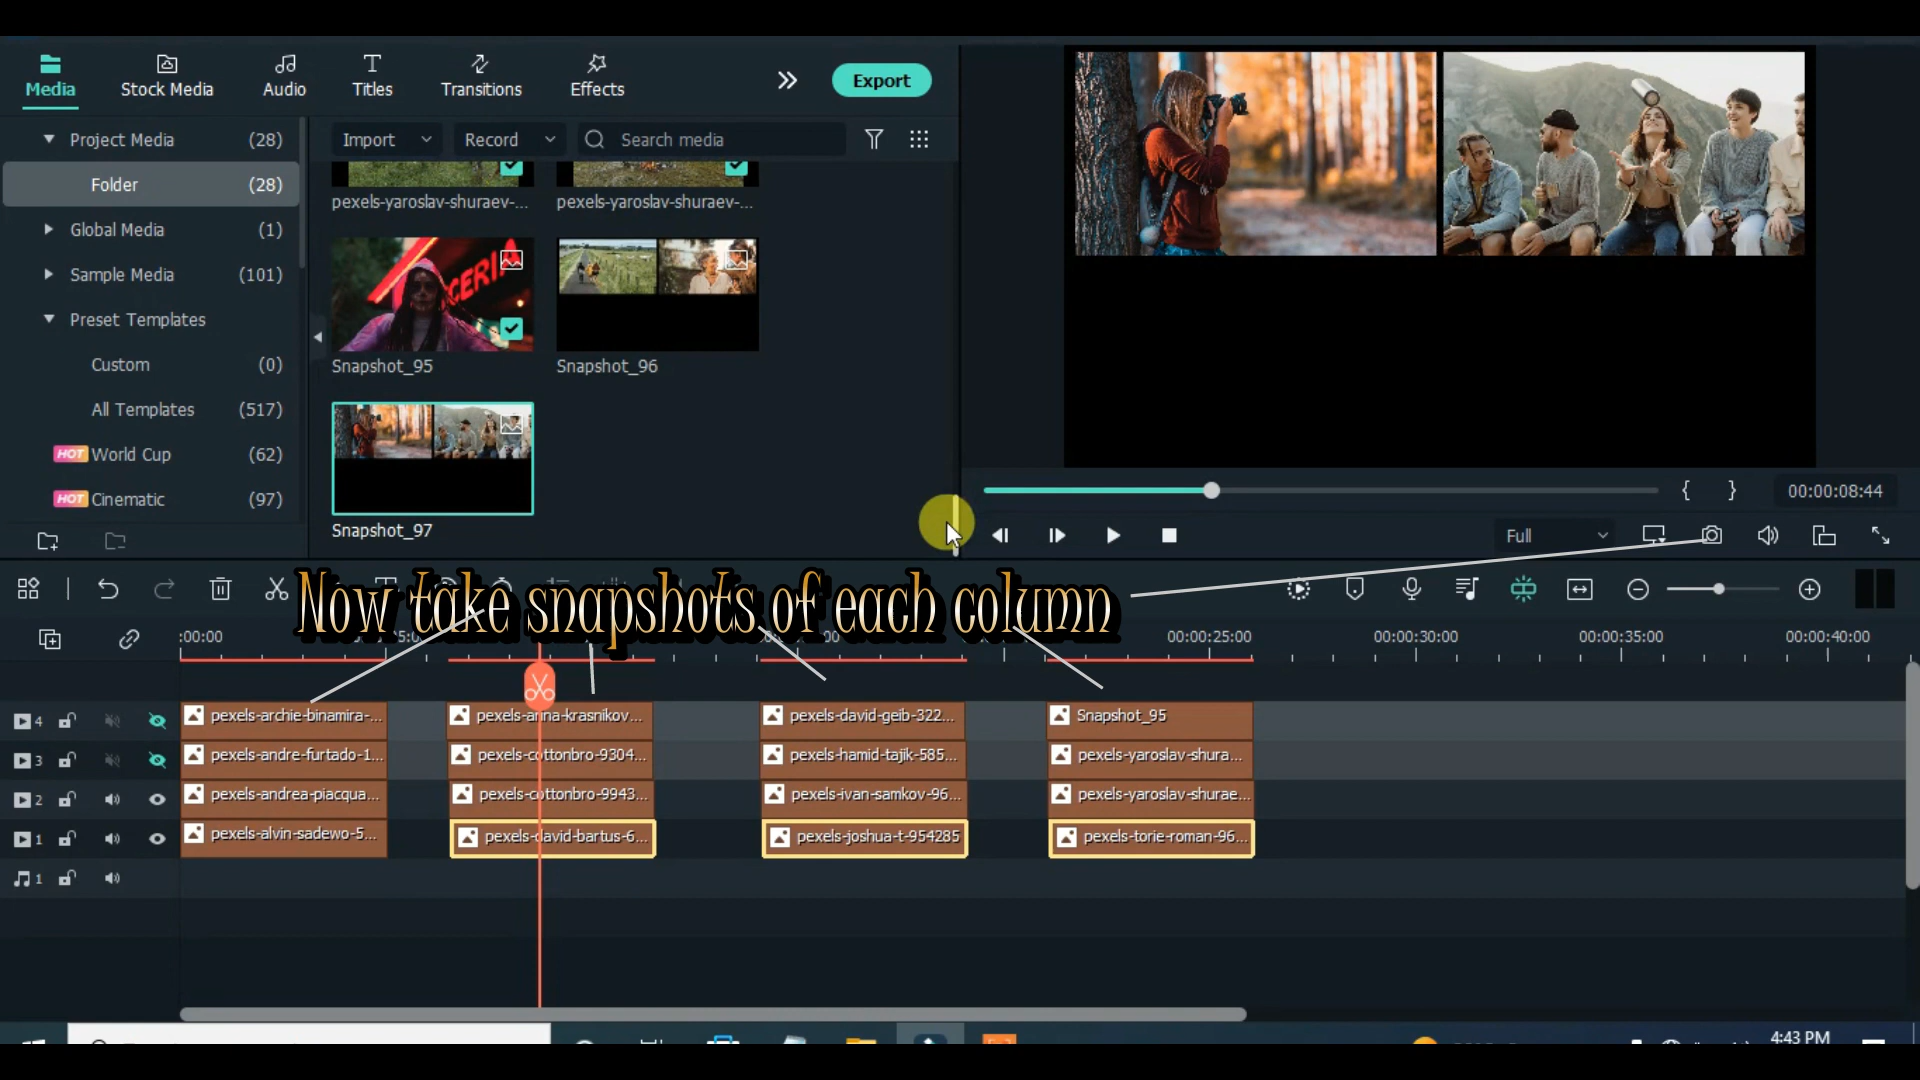 Media
Stock Media
Audio
Titles
Transitions
Effects
Export
Project Media (28)
Folder (28)
Global Media (1)
Sample Media (101)
Preset Templates
Custom (0)
All Templates (517)
HOT World Cup (62)
HOT Cinematic (97)
Import
Record
Search media
pexels-yaroslav-shuraev-...
pexels-yaroslav-shuraev-...
Snapshot_95
Snapshot_96
Snapshot_97
00:00:08:44
Full
Now take snapshots of each column
:00:00
00:00:25:00
00:00:30:00
00:00:35:00
00:00:40:00
4
pexels-archie-binamira-...
pexels-anna-krasnikov...
pexels-david-geib-322...
Snapshot_95
3
pexels-andre-furtado-1...
pexels-cottonbro-9304...
pexels-hamid-tajik-585...
pexels-yaroslav-shura...
2
pexels-andrea-piacqua...
pexels-cottonbro-9943...
pexels-ivan-samkov-96...
pexels-yaroslav-shurae...
1
pexels-alvin-sadewo-5...
pexels-david-bartus-6...
pexels-joshua-t-954285
pexels-torie-roman-96...
1
4:43 PM